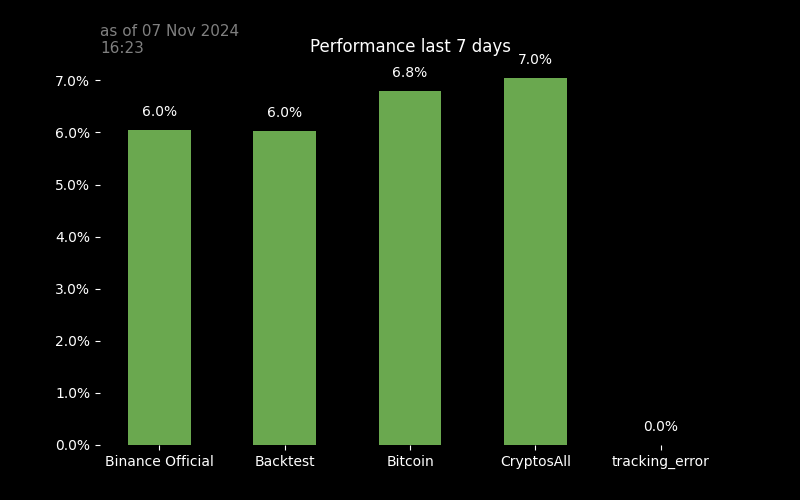 as of 07 Nov 2024
16:23
Performance last 7 days
7.0%
6.0%
5.0%
4.0%
3.0%
2.0%
1.0%
0.0%
6.0%
6.0%
6.8%
7.0%
0.0%
Binance Official
Backtest
Bitcoin
CryptosAll
tracking_error